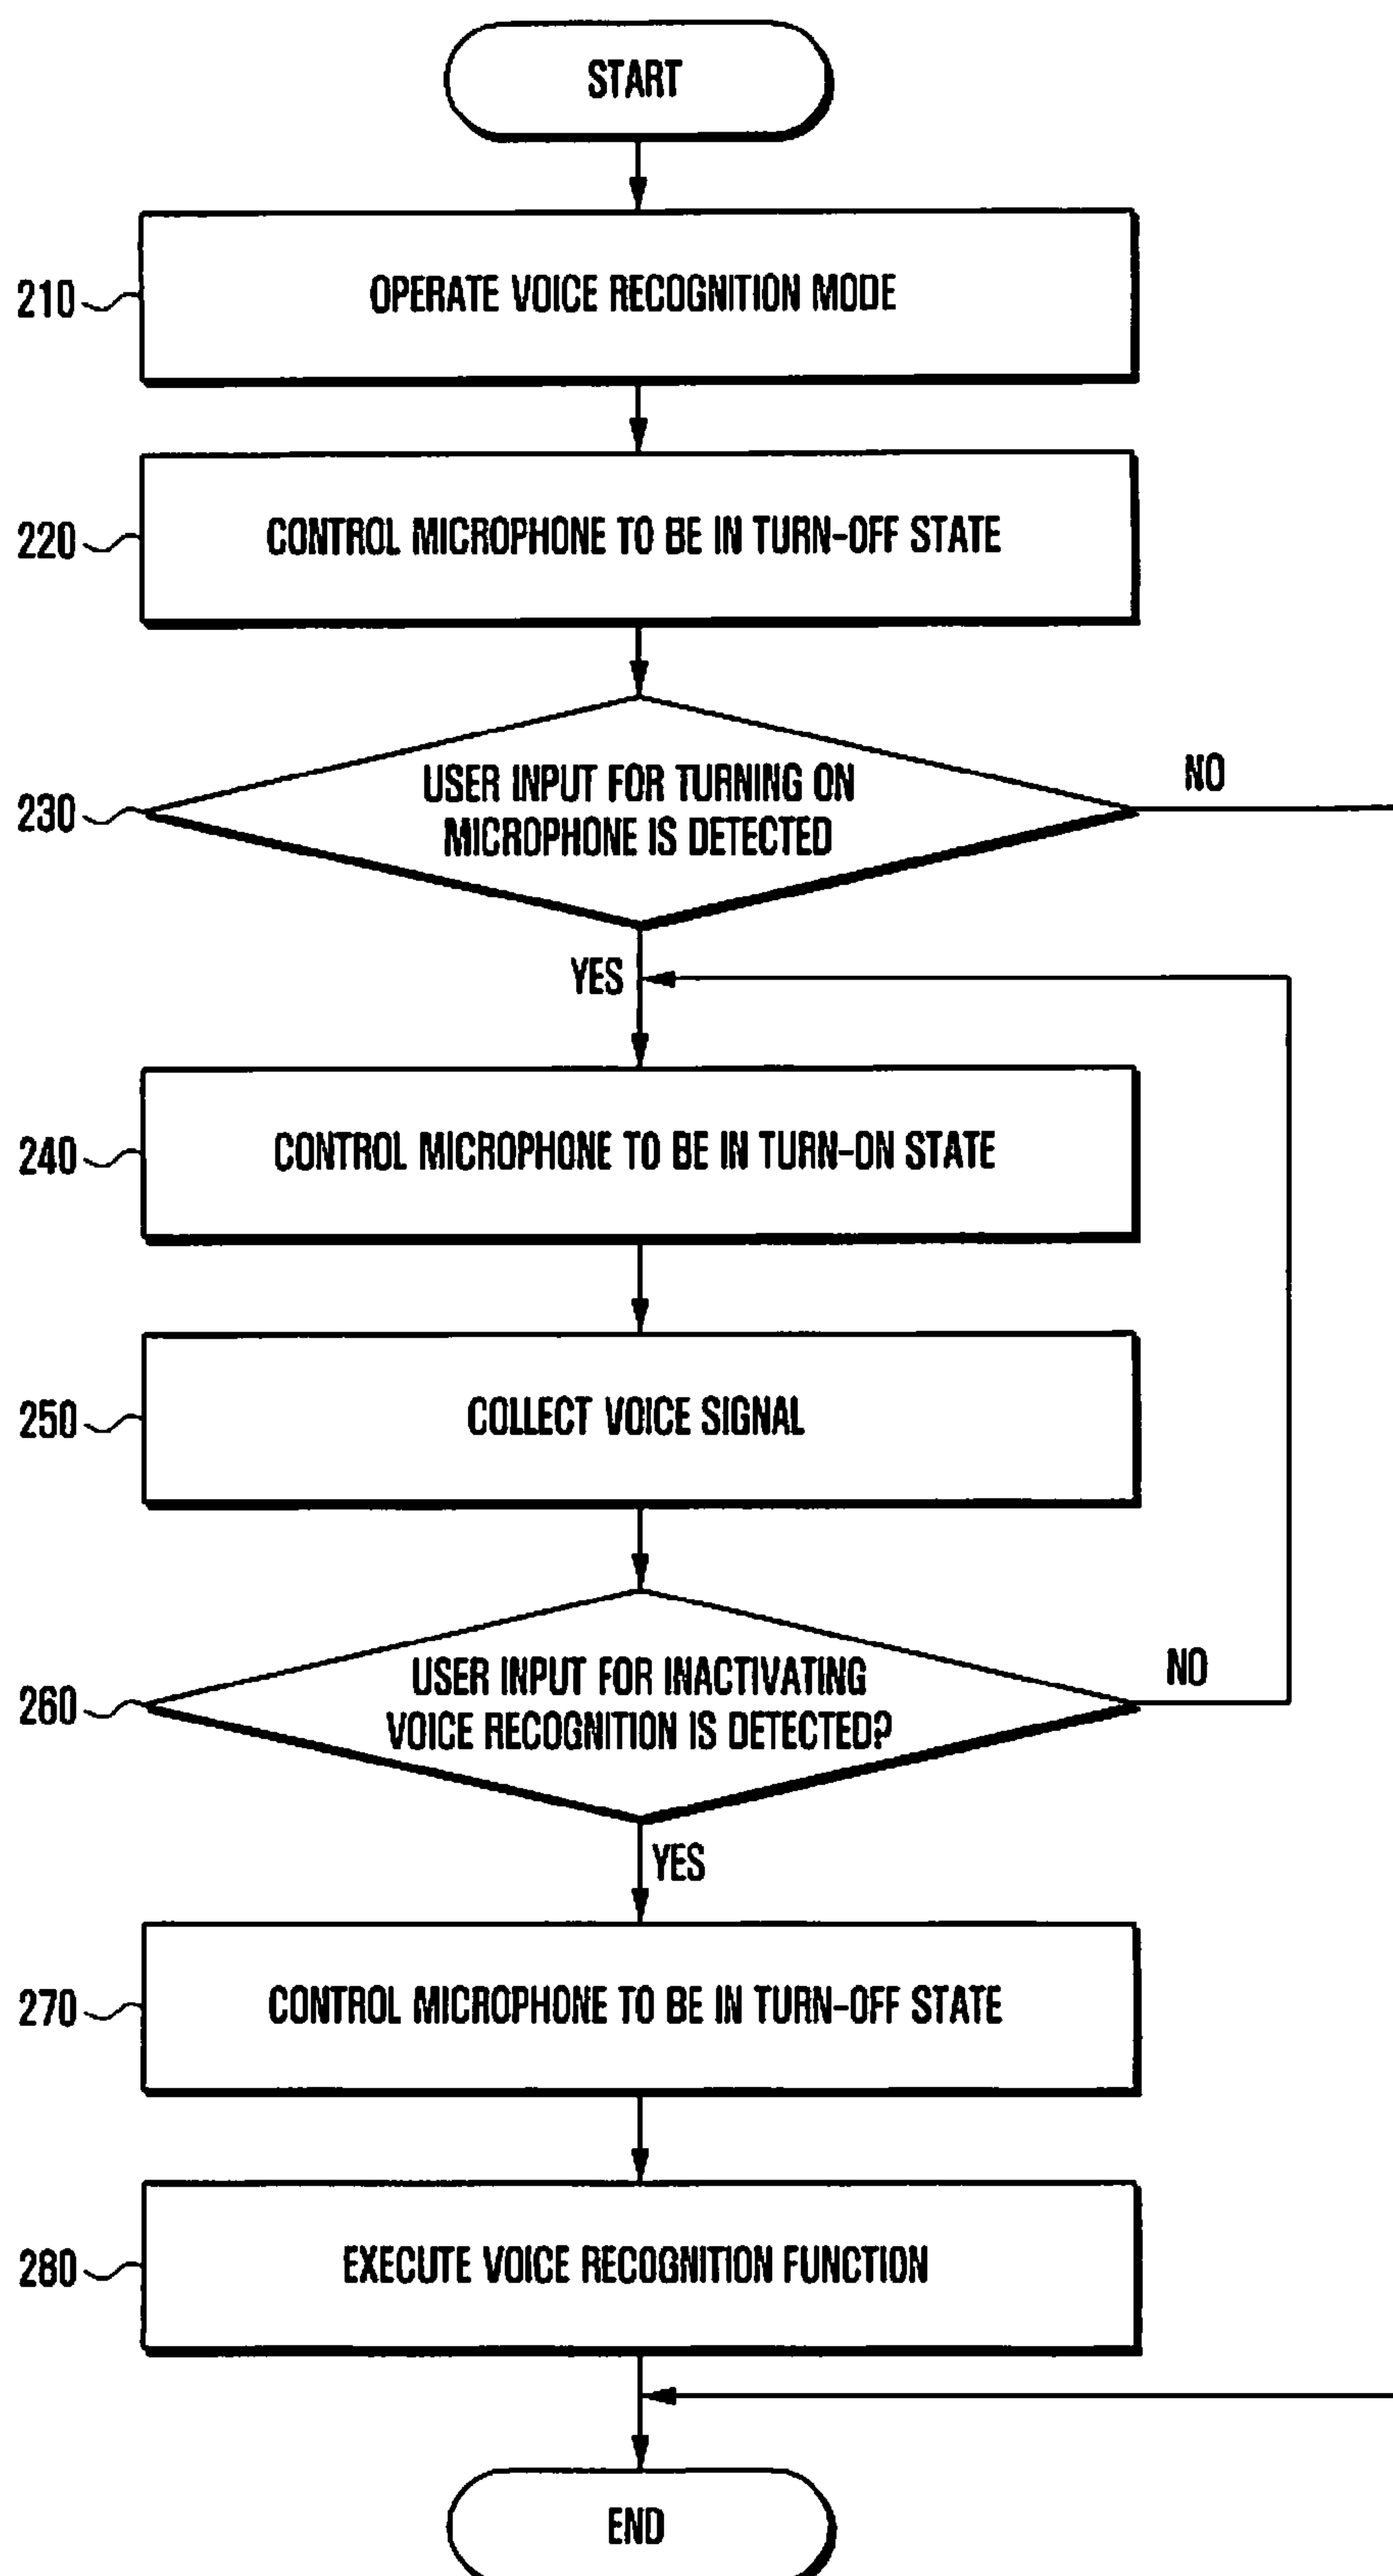 START
210
OPERATE VOICE RECOGNITION MODE
220
CONTROL MICROPHONE TO BE IN TURN-OFF STATE
230
USER INPUT FOR TURNING ON
MICROPHONE IS DETECTED
NO
YES
240
CONTROL MICROPHONE TO BE IN TURN-ON STATE
250
COLLECT VOICE SIGNAL
260
USER INPUT FOR INACTIVATING
VOICE RECOGNITION IS DETECTED?
NO
YES
270
CONTROL MICROPHONE TO BE IN TURN-OFF STATE
280
EXECUTE VOICE RECOGNITION FUNCTION
END